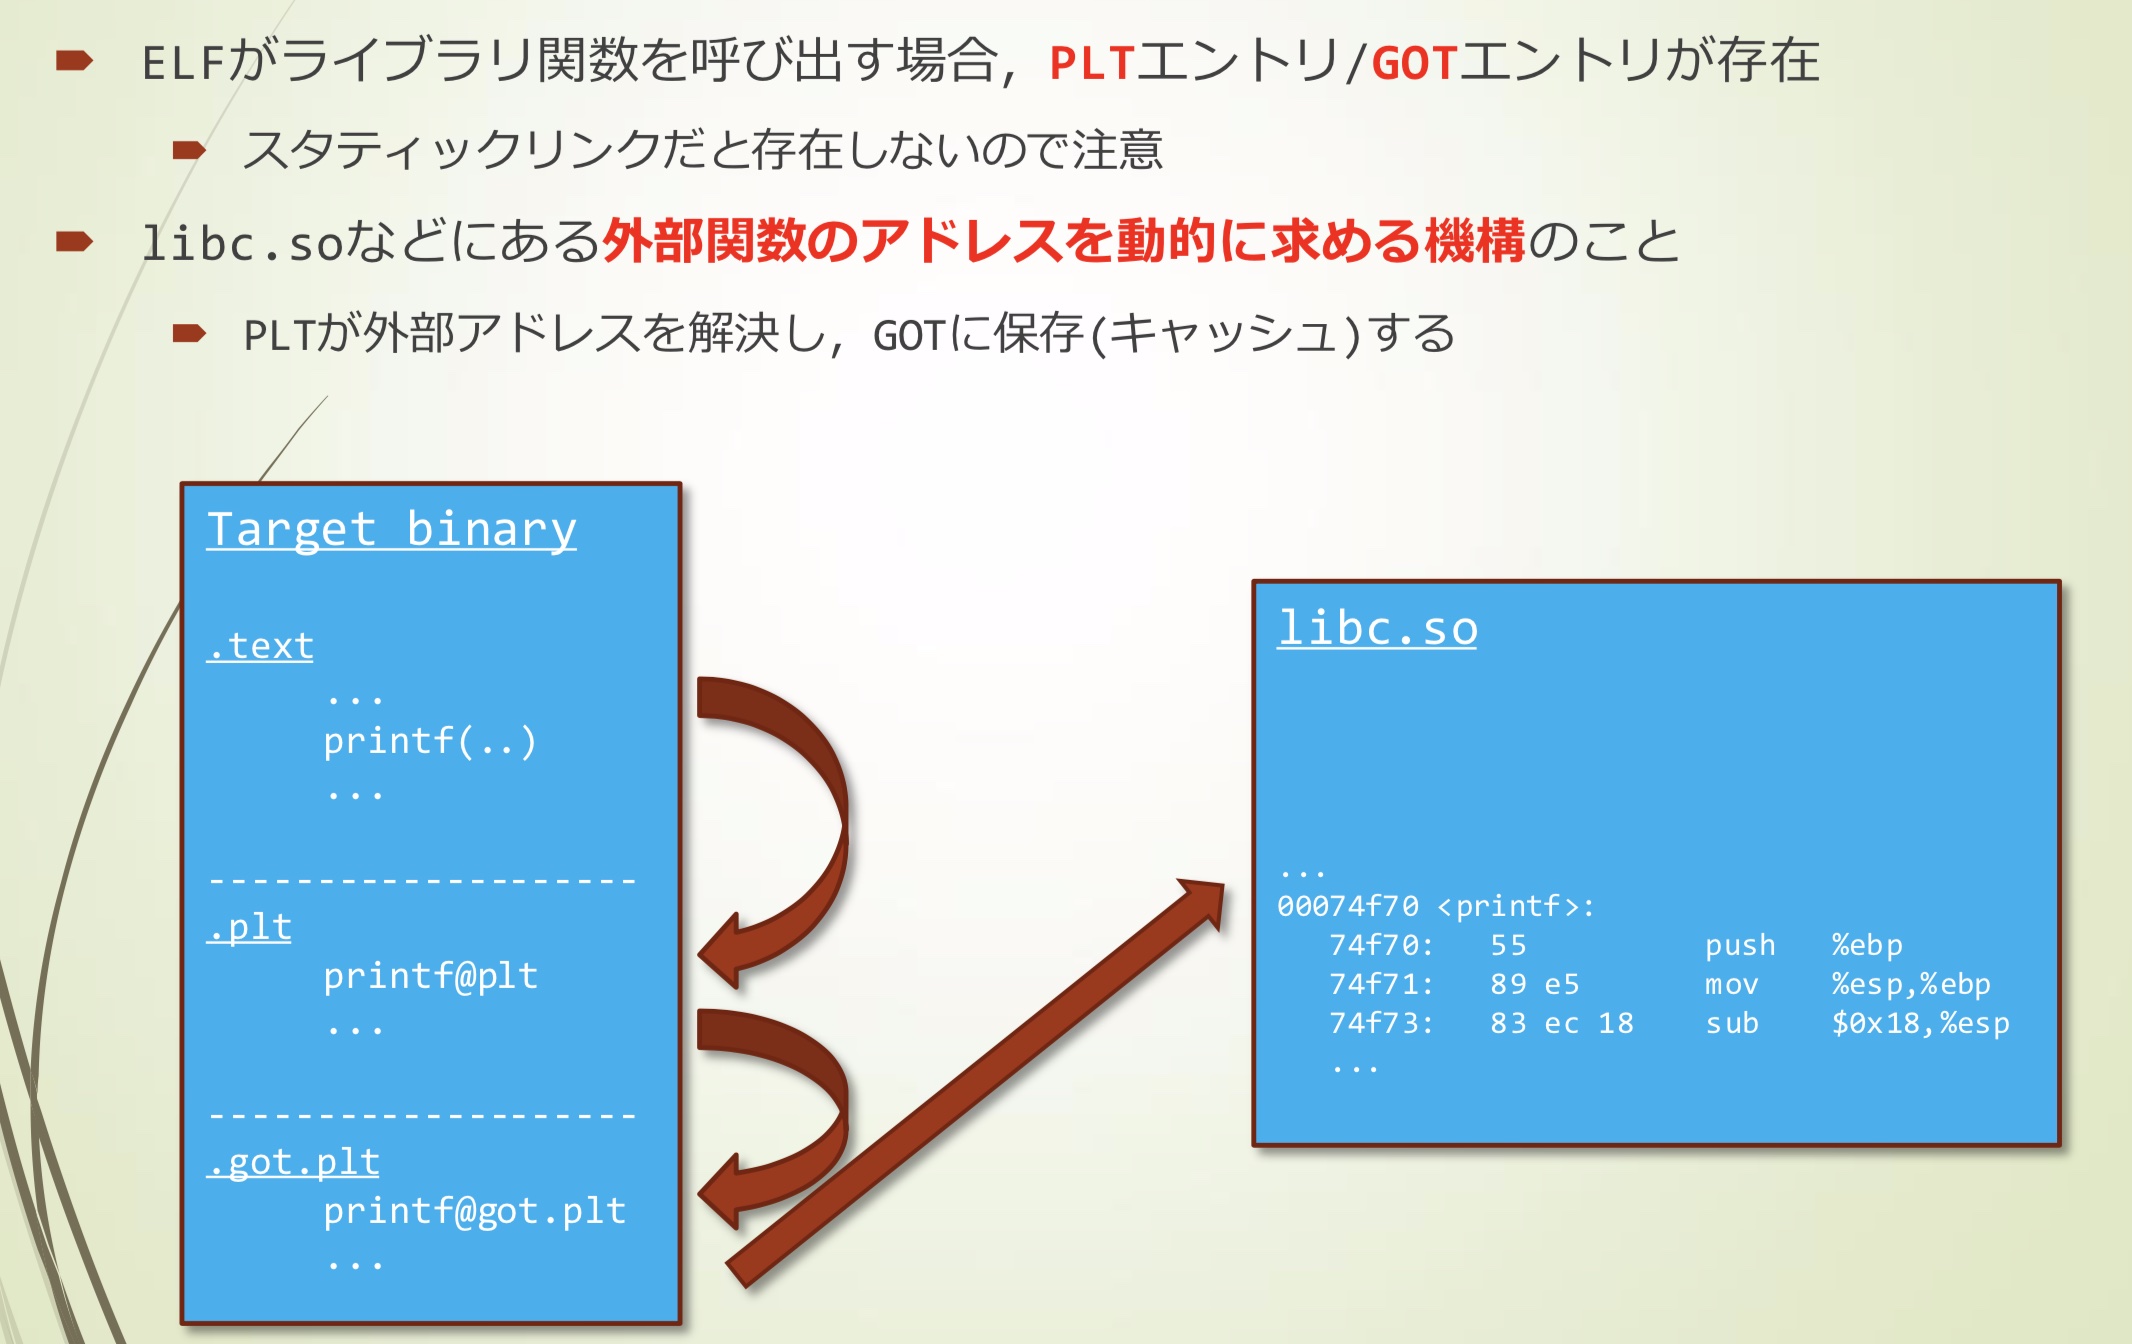 ELFがライブラリ関数を呼び出す場合, PLTエントリ/GOTエントリが存在
スタティックリンクだと存在しないので注意
libc.soなどにある外部関数のアドレスを動的に求める機構のこと
PLTが外部アドレスを解決し, GOTに保存(キャッシュ)する
Target binary
.text
...
printf(..)
...
--------------------
.plt
printf@plt
...
--------------------
.got.plt
printf@got.plt
...
libc.so
...
00074f70 <printf>:
74f70: 55 push %ebp
74f71: 89 e5 mov %esp,%ebp
74f73: 83 ec 18 sub $0x18,%esp
...